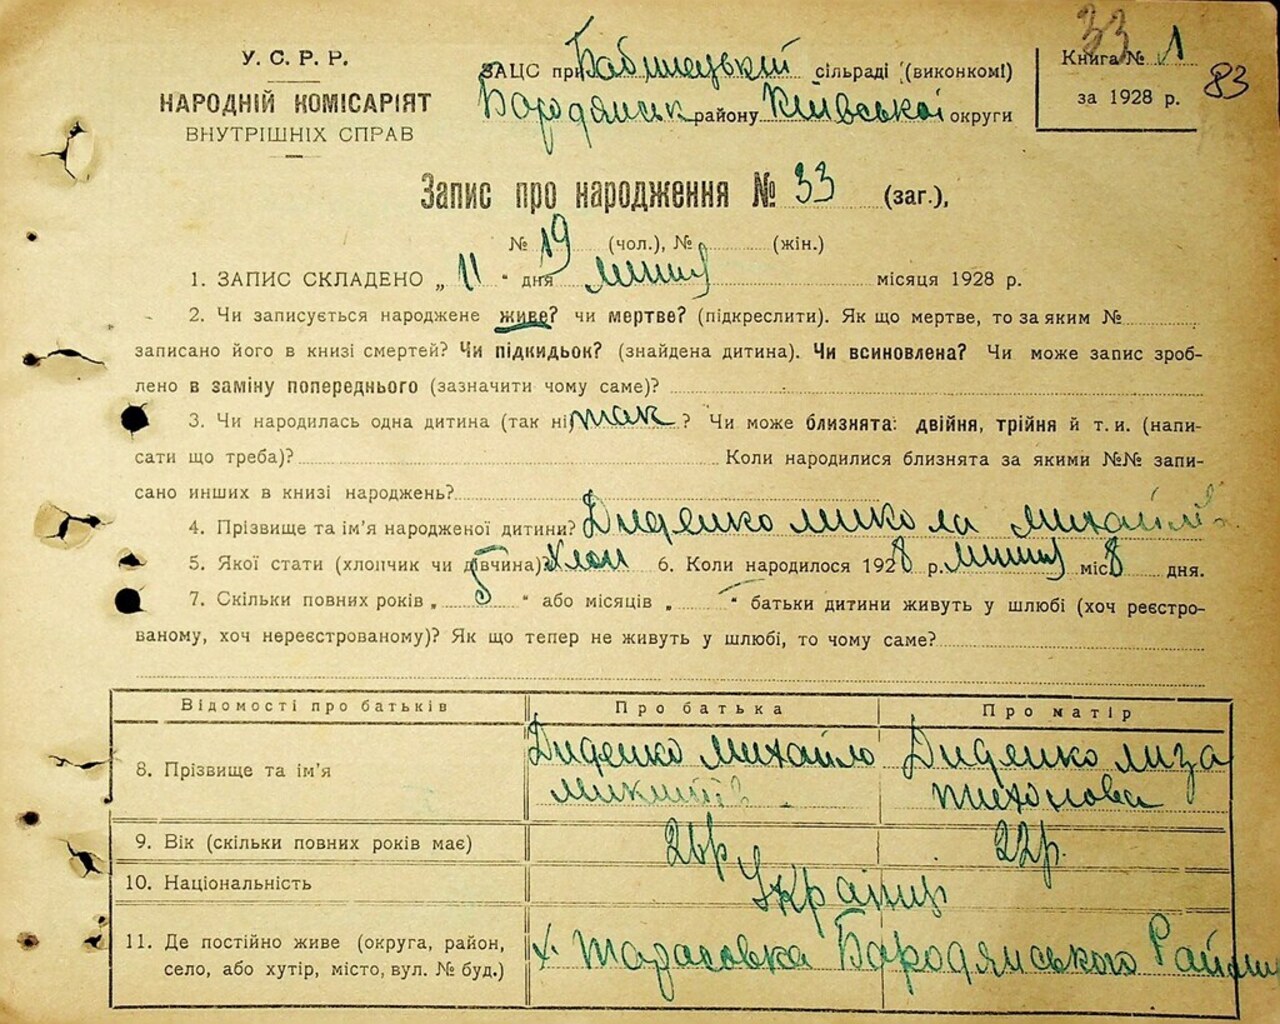 33
У. С. Р. Р.
НАРОДНІЙ КОМІСАРІЯТ
ВНУТРІШНІХ СПРАВ
ЗАЦС при Бабинецькій сільраді (виконкомі)
Бородянськ району Київської округи
Книга № 1
за 1928 р.
83
Запис про народження № 33 (заг.),
№ 19 (чол.), № (жін.)
1. ЗАПИС СКЛАДЕНО „ 11 " дня липня місяця 1928 р.
2. Чи записується народжене живе? чи мертве? (підкреслити). Як що мертве, то за яким №
записано його в книзі смертей? Чи підкидьок? (знайдена дитина). Чи всиновлена? Чи може запис зроб-
лено в заміну попереднього (зазначити чому саме)?
3. Чи народилась одна дитина (так ні) так ? Чи може близнята: двійня, трійня й т. и. (напи-
сати що треба)? Коли народилися близнята за якими №№ запи-
сано инших в книзі народжень?
4. Прізвище та ім'я народженої дитини? Диденко Микола Михайлів
5. Якої стати (хлопчик чи дівчина)? Хлоп 6. Коли народилося 1928 р. липня міс 8 дня.
7. Скільки повних років „ 5 " або місяців „ - " батьки дитини живуть у шлюбі (хоч реєстро-
ваному, хоч нереєстрованому)? Як що тепер не живуть у шлюбі, то чому саме?
Відомості про батьків Про батька Про матір
8. Прізвище та ім'я Диденко Михайло Диденко Лиза
Микитів Тихонова
9. Вік (скільки повних років має) 26р 22р.
10. Національність Україн
11. Де постійно живе (округа, район,
село, або хутір, місто, вул. № буд.) х. Тарасовка Бородянського Району